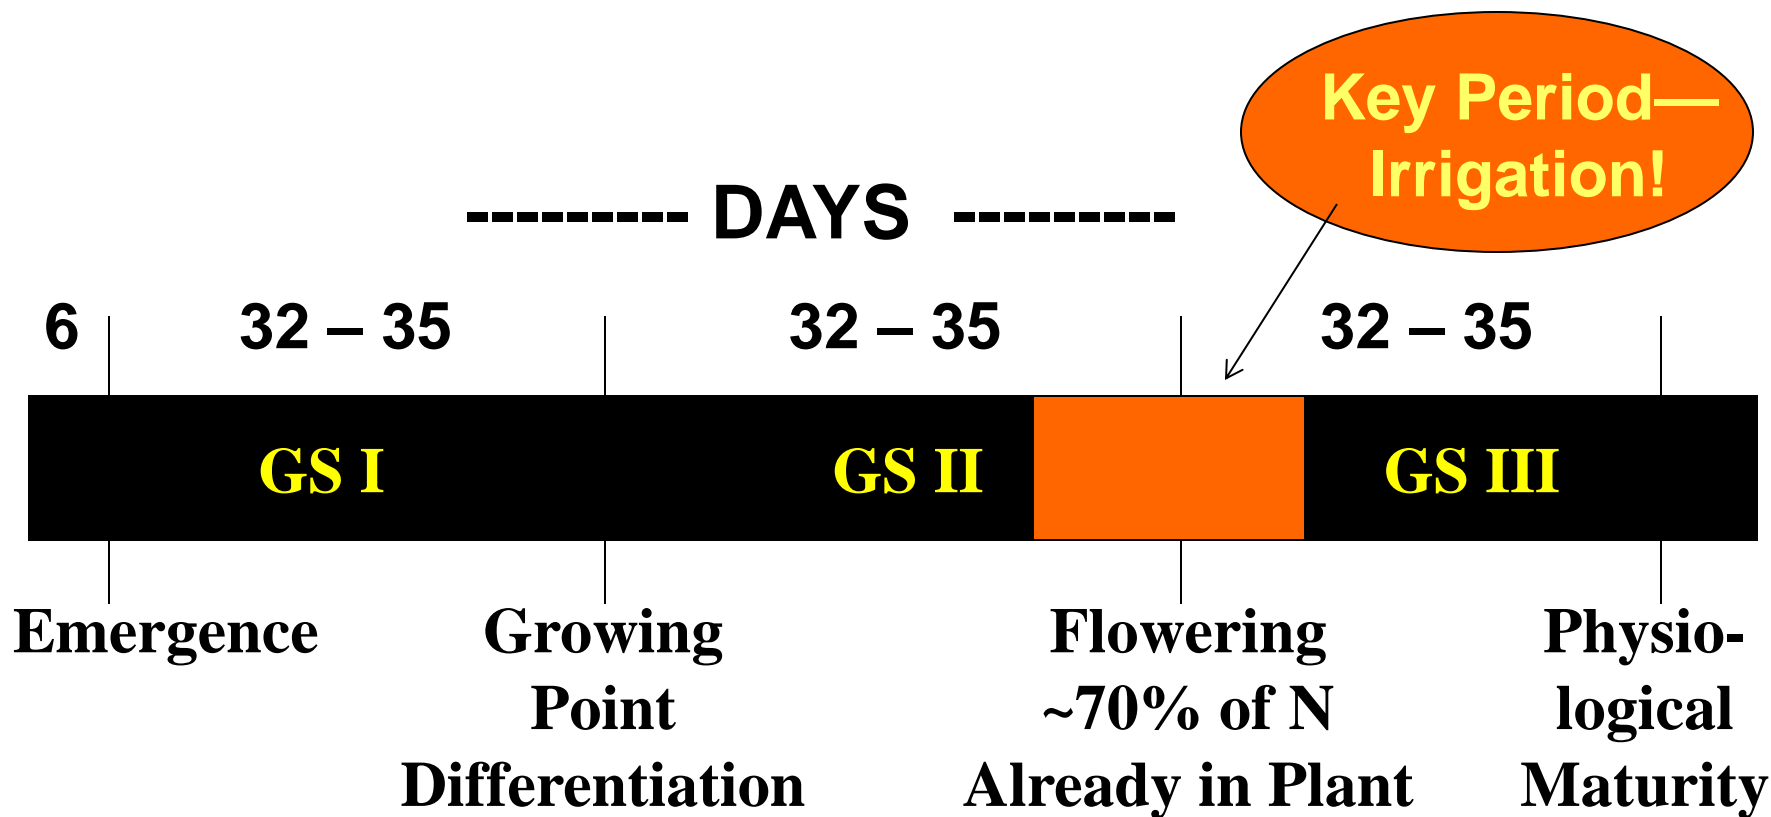 Key Period—
Irrigation!
--------- DAYS ---------
6 32 – 35 32 – 35 32 – 35
GS I GS II GS III
Emergence
Growing
Point
Differentiation
Flowering
~70% of N
Already in Plant
Physio-
logical
Maturity